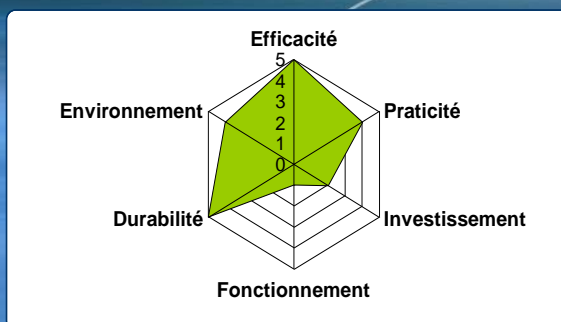 Efficacité
5
4
3
2
1
0
Environnement
Praticité
Durabilité
Investissement
Fonctionnement